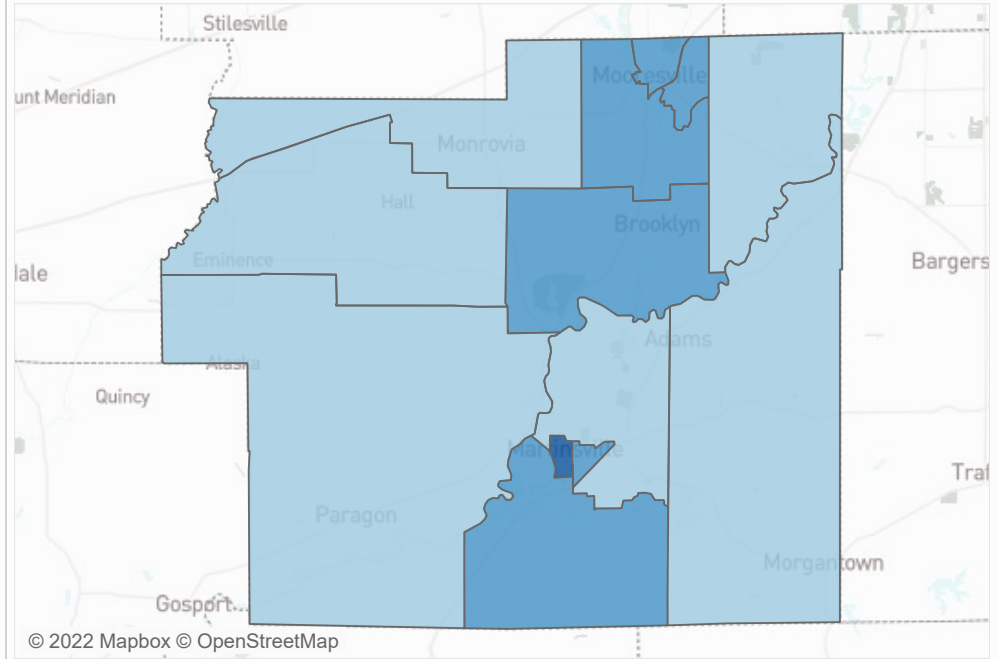 Stilesville
unt Meridian
Mooresville
Monrovia
Hall
Brooklyn
Eminence
Bargers
dale
Adams
Alaska
Quincy
Martinsville
Traf
Paragon
Morgantown
Gosport...
© 2022 Mapbox © OpenStreetMap